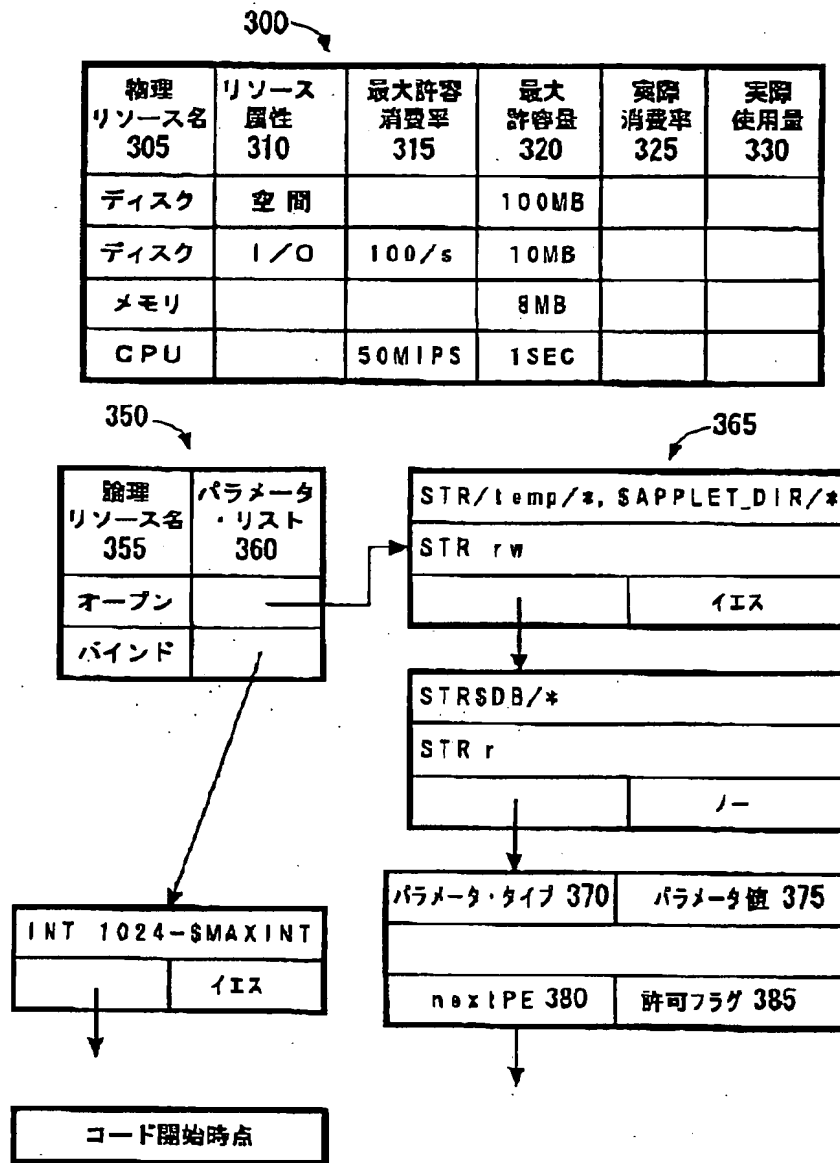 300
物理
リソース名
305
リソース
属性
310
最大許容
消費率
315
最大
許容量
320
実際
消費率
325
実際
使用量
330
ディスク 空間 100MB
ディスク I/O 100/s 10MB
メモリ 8MB
CPU 50MIPS 1SEC
350
365
論理
リソース名
355
パラメータ
・リスト
360
オープン
バインド
STR/temp/*, $APPLET_DIR/*
STR rw
イエス
STR$DB/*
STR r
ノー
パラメータ・タイプ 370 パラメータ値 375
nextPE 380 許可フラグ 385
INT 1024-$MAXINT
イエス
コード開始時点